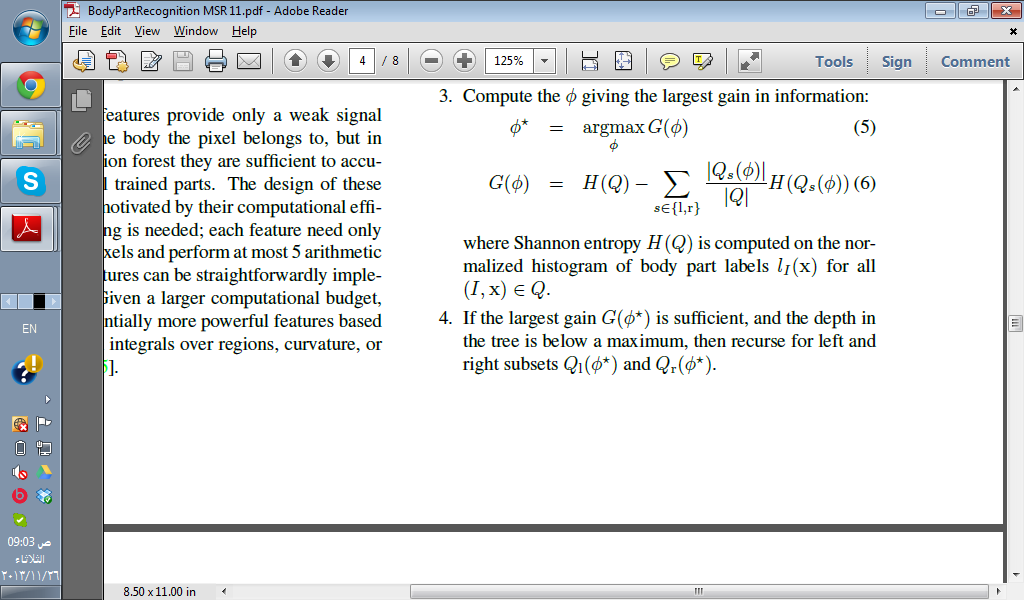 BodyPartRecognition MSR 11.pdf - Adobe Reader
File Edit View Window Help
4 / 8 125% Tools Sign Comment
features provide only a weak signal
body the pixel belongs to, but in
forest they are sufficient to accu-
trained parts. The design of these
motivated by their computational effi-
is needed; each feature need only
and perform at most 5 arithmetic
can be straightforwardly imple-
Given a larger computational budget,
more powerful features based
integrals over regions, curvature, or
].
3. Compute the ϕ giving the largest gain in information:
ϕ⋆ = argmax G(ϕ) (5)
ϕ
G(ϕ) = H(Q) − ∑ s∈{l,r} |Qs(ϕ)| / |Q| H(Qs(ϕ)) (6)
where Shannon entropy H(Q) is computed on the nor-
malized histogram of body part labels lI(x) for all
(I, x) ∈ Q.
4. If the largest gain G(ϕ⋆) is sufficient, and the depth in
the tree is below a maximum, then recurse for left and
right subsets Ql(ϕ⋆) and Qr(ϕ⋆).
8.50 x 11.00 in
EN
09:03 ص
الثلاثاء
٢٠١٣/١١/٢٦